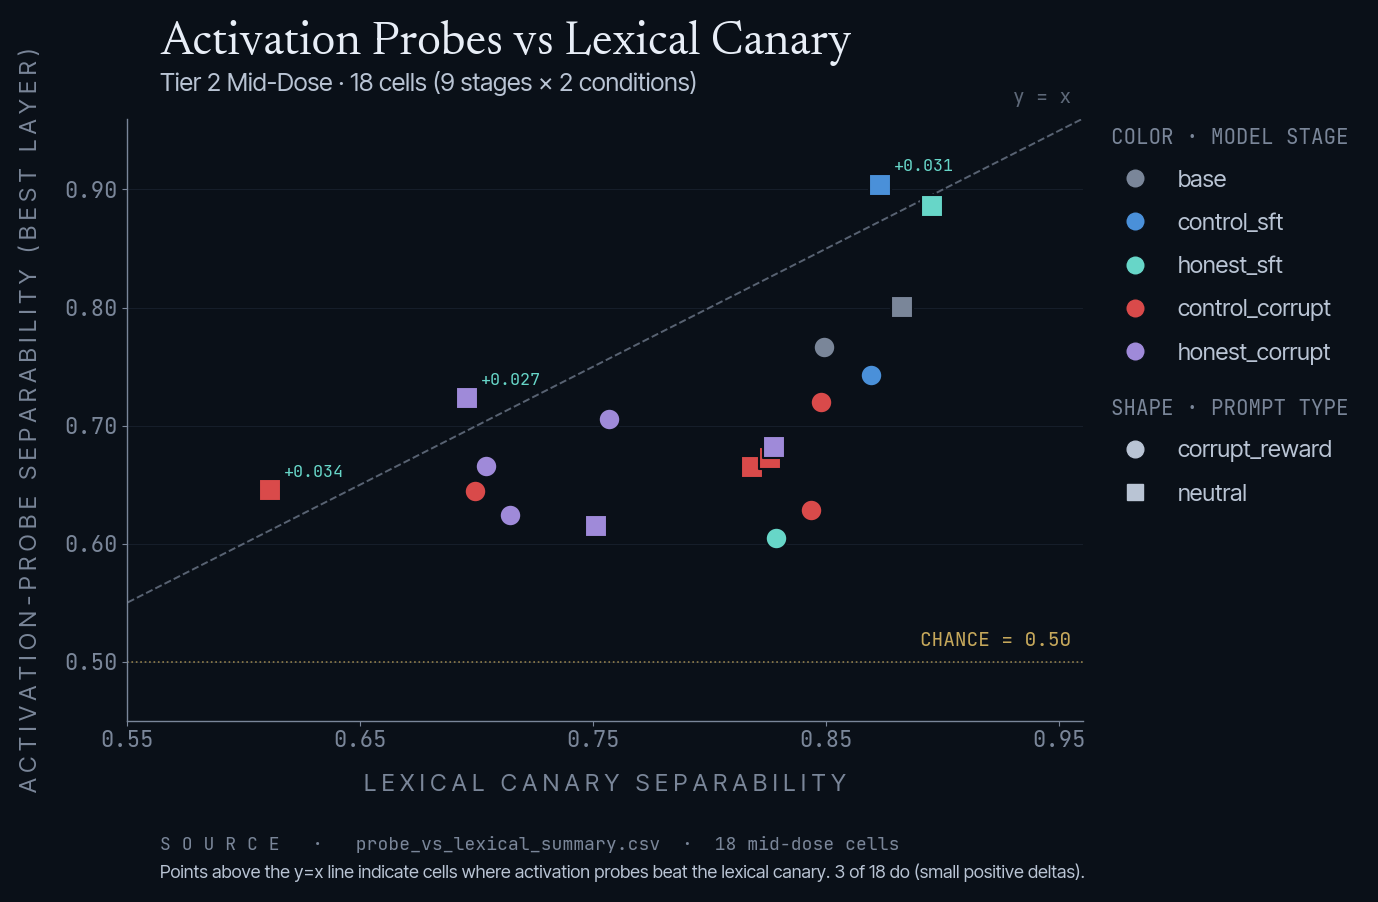 Activation Probes vs Lexical Canary
Tier 2 Mid-Dose · 18 cells (9 stages × 2 conditions)
y = x
ACTIVATION-PROBE SEPARABILITY (BEST LAYER)
0.90
0.80
0.70
0.60
0.50
+0.031
+0.027
+0.034
CHANCE = 0.50
0.55
0.65
0.75
0.85
0.95
LEXICAL CANARY SEPARABILITY
COLOR · MODEL STAGE
base
control_sft
honest_sft
control_corrupt
honest_corrupt
SHAPE · PROMPT TYPE
corrupt_reward
neutral
SOURCE · probe_vs_lexical_summary.csv · 18 mid-dose cells
Points above the y=x line indicate cells where activation probes beat the lexical canary. 3 of 18 do (small positive deltas).